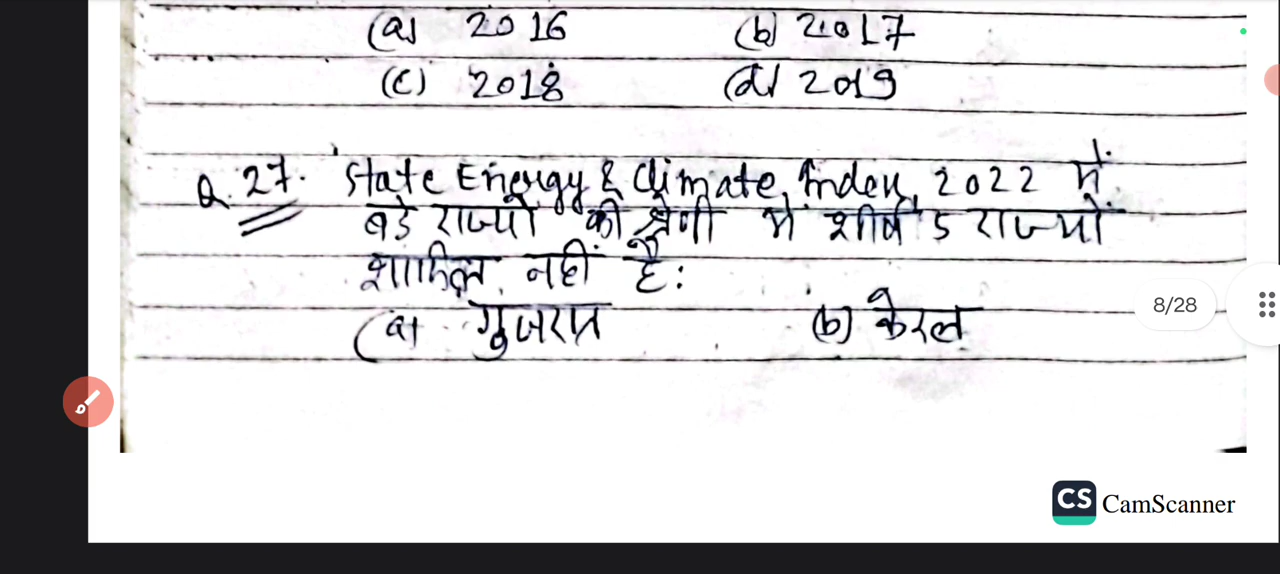 (a) 2016 (b) 2017
(c) 2018 (d) 2019
Q.27. State Energy & Climate Index, 2022 में
बडे राज्यो की श्रेणी मे शीर्ष 5 राज्यो
शामिल नहीं है:
(a) गुजरात (b) केरल
8/28
CS CamScanner